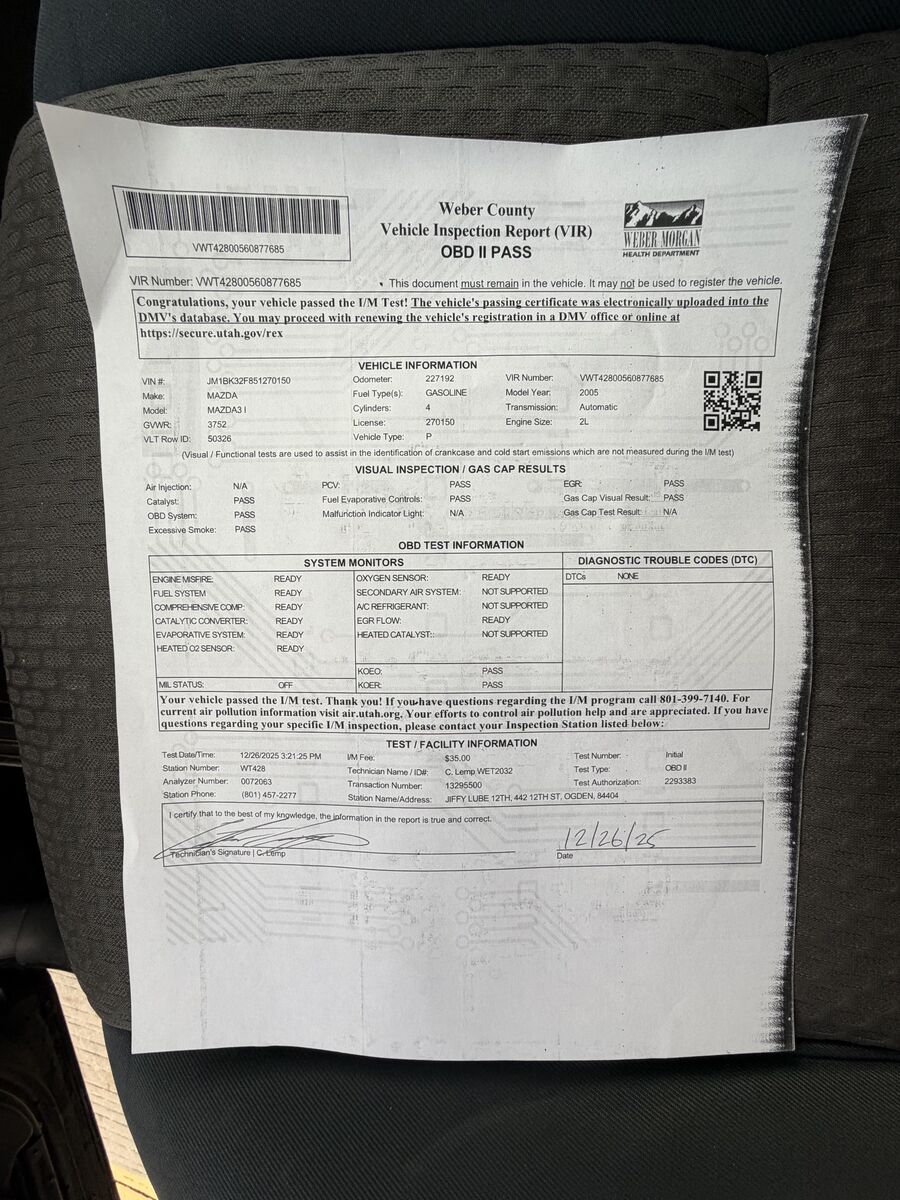 Weber County
Vehicle Inspection Report (VIR)
OBD II PASS
VWT42800560877685
WEBER-MORGAN
HEALTH DEPARTMENT
VIR Number: VWT42800560877685
• This document must remain in the vehicle. It may not be used to register the vehicle.
Congratulations, your vehicle passed the I/M Test! The vehicle's passing certificate was electronically uploaded into the
DMV's database. You may proceed with renewing the vehicle's registration in a DMV office or online at
https://secure.utah.gov/rex
VEHICLE INFORMATION
VIN #: JM1BK32F851270150 Odometer: 227192 VIR Number: VWT42800560877685
Make: MAZDA Fuel Type(s): GASOLINE Model Year: 2005
Model: MAZDA3 I Cylinders: 4 Transmission: Automatic
GVWR: 3752 License: 270150 Engine Size: 2L
VLT Row ID: 50326 Vehicle Type: P
(Visual / Functional tests are used to assist in the identification of crankcase and cold start emissions which are not measured during the I/M test)
VISUAL INSPECTION / GAS CAP RESULTS
Air Injection: N/A PCV: PASS EGR: PASS
Catalyst: PASS Fuel Evaporative Controls: PASS Gas Cap Visual Result: PASS
OBD System: PASS Malfunction Indicator Light: N/A Gas Cap Test Result: N/A
Excessive Smoke: PASS
OBD TEST INFORMATION
SYSTEM MONITORS DIAGNOSTIC TROUBLE CODES (DTC)
ENGINE MISFIRE: READY OXYGEN SENSOR: READY DTCs NONE
FUEL SYSTEM READY SECONDARY AIR SYSTEM: NOT SUPPORTED
COMPREHENSIVE COMP: READY A/C REFRIGERANT: NOT SUPPORTED
CATALYTIC CONVERTER: READY EGR FLOW: READY
EVAPORATIVE SYSTEM: READY HEATED CATALYST:: NOT SUPPORTED
HEATED O2 SENSOR: READY
KOEO: PASS
MIL STATUS: OFF KOER: PASS
Your vehicle passed the I/M test. Thank you! If you have questions regarding the I/M program call 801-399-7140. For
current air pollution information visit air.utah.org. Your efforts to control air pollution help and are appreciated. If you have
questions regarding your specific I/M inspection, please contact your Inspection Station listed below:
TEST / FACILITY INFORMATION
Test Date/Time: 12/26/2025 3:21:25 PM I/M Fee: $35.00 Test Number: Initial
Station Number: WT428 Technician Name / ID#: C. Lemp WET2032 Test Type: OBD II
Analyzer Number: 0072063 Transaction Number: 13295500 Test Authorization: 2293383
Station Phone: (801) 457-2277 Station Name/Address: JIFFY LUBE 12TH, 442 12TH ST, OGDEN, 84404
I certify that to the best of my knowledge, the information in the report is true and correct.
12/26/25
Technician's Signature | C. Lemp Date